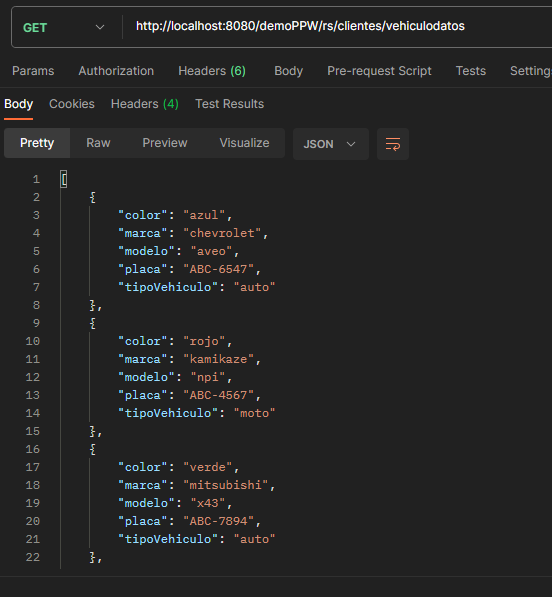 GET http://localhost:8080/demoPPW/rs/clientes/vehiculodatos
Params Authorization Headers (6) Body Pre-request Script Tests Setting
Body Cookies Headers (4) Test Results
Pretty Raw Preview Visualize JSON
1 [
2 {
3 "color": "azul",
4 "marca": "chevrolet",
5 "modelo": "aveo",
6 "placa": "ABC-6547",
7 "tipoVehiculo": "auto"
8 },
9 {
10 "color": "rojo",
11 "marca": "kamikaze",
12 "modelo": "npi",
13 "placa": "ABC-4567",
14 "tipoVehiculo": "moto"
15 },
16 {
17 "color": "verde",
18 "marca": "mitsubishi",
19 "modelo": "x43",
20 "placa": "ABC-7894",
21 "tipoVehiculo": "auto"
22 },